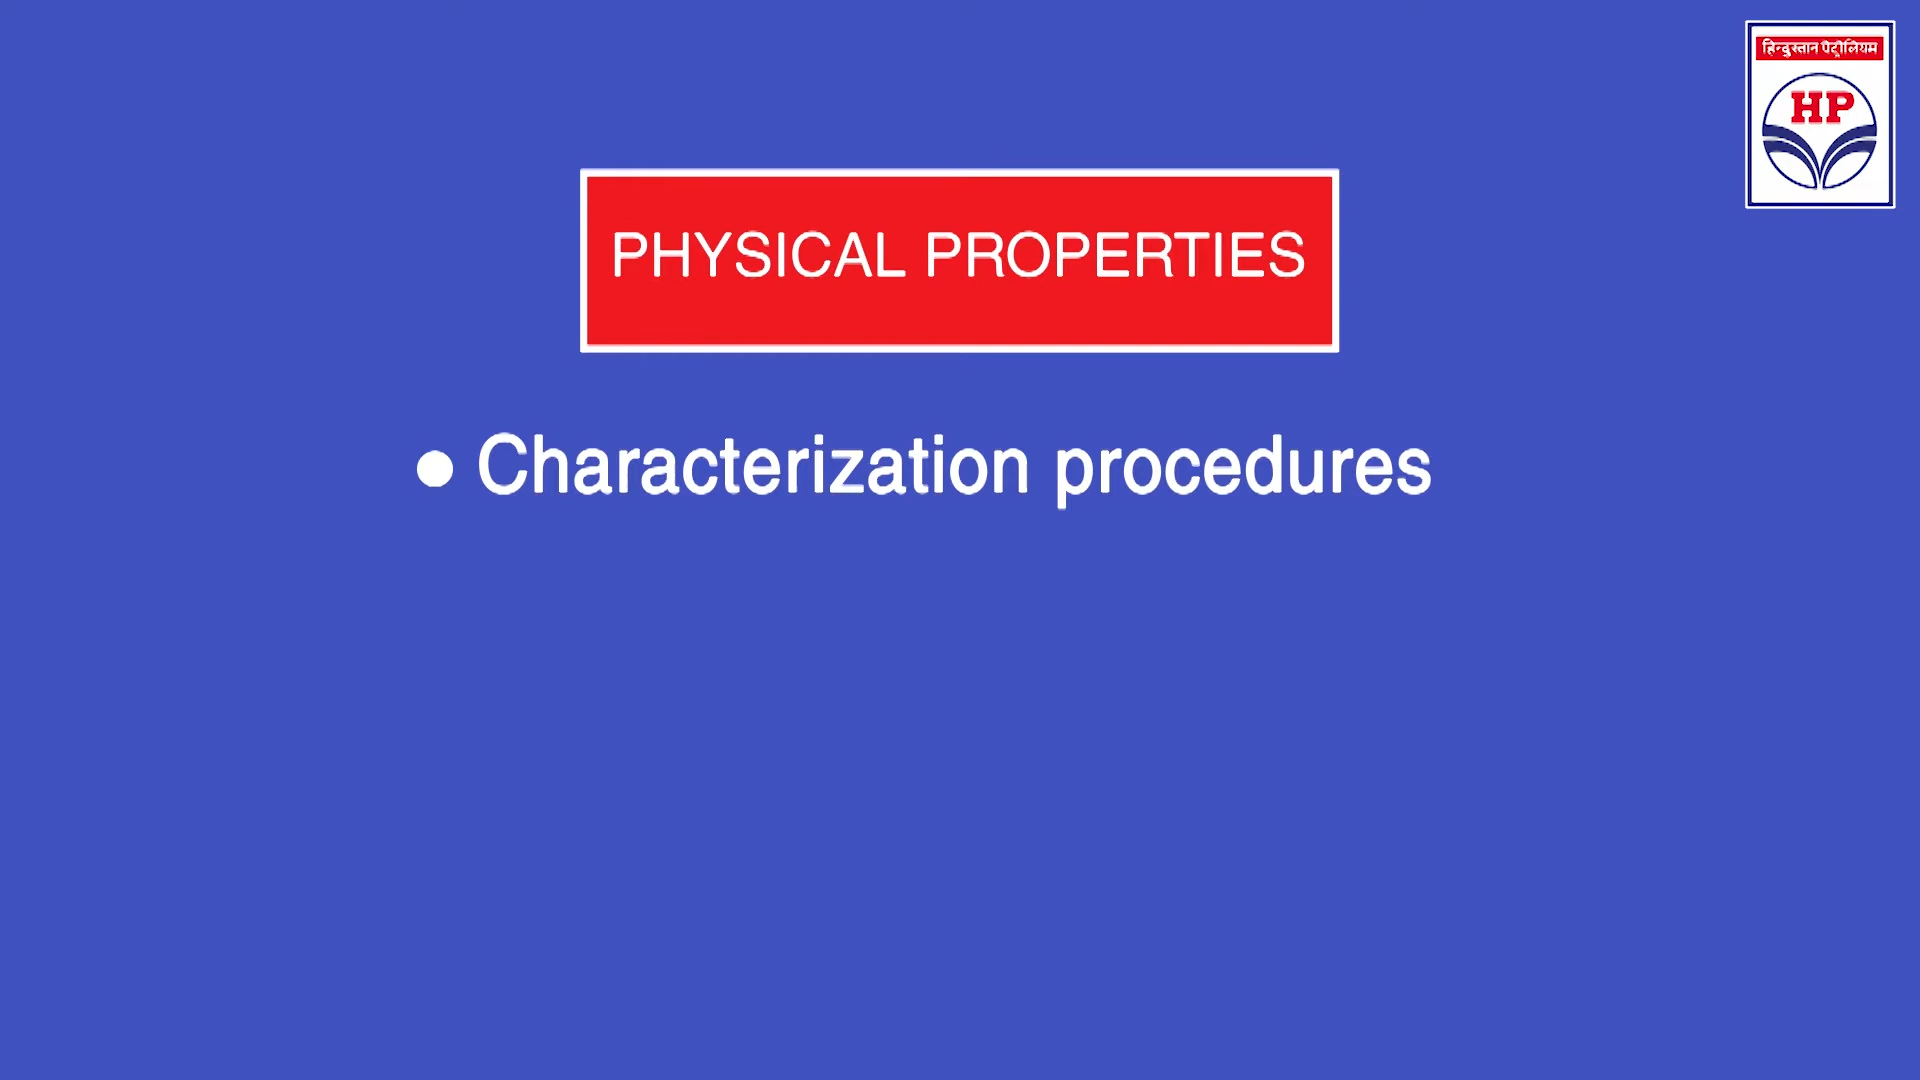 हिन्दुस्तान पेट्रोलियम
HP
PHYSICAL PROPERTIES
● Characterization procedures